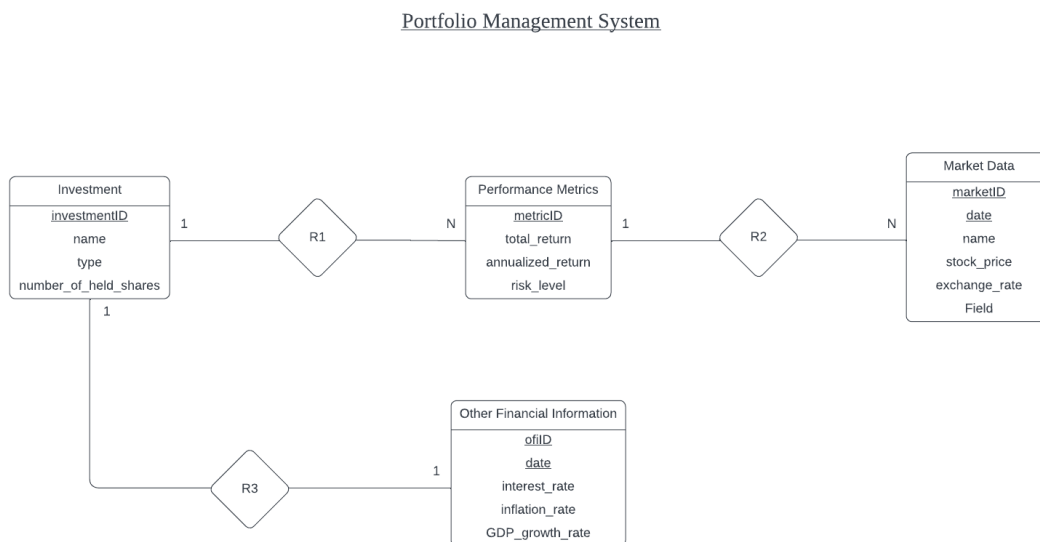 Portfolio Management System
Investment
investmentID
name
type
number_of_held_shares
1
R1
N
Performance Metrics
metricID
total_return
annualized_return
risk_level
1
R2
N
Market Data
marketID
date
name
stock_price
exchange_rate
Field
1
R3
1
Other Financial Information
ofiID
date
interest_rate
inflation_rate
GDP_growth_rate